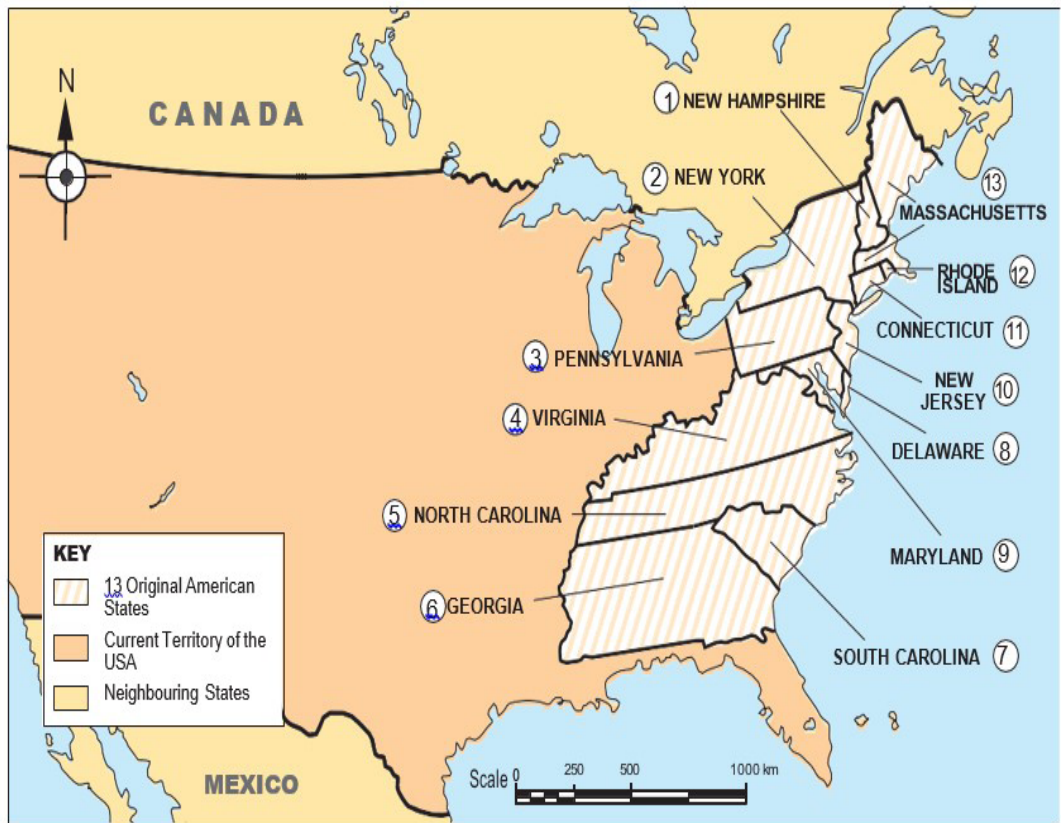 N
CANADA
1 NEW HAMPSHIRE
2 NEW YORK
13
MASSACHUSETTS
RHODE 12
ISLAND
CONNECTICUT 11
3 PENNSYLVANIA
NEW
JERSEY 10
4 VIRGINIA
DELAWARE 8
5 NORTH CAROLINA
MARYLAND 9
6 GEORGIA
SOUTH CAROLINA 7
KEY
13 Original American
States
Current Territory of the
USA
Neighbouring States
MEXICO
Scale 0 250 500 1000 km